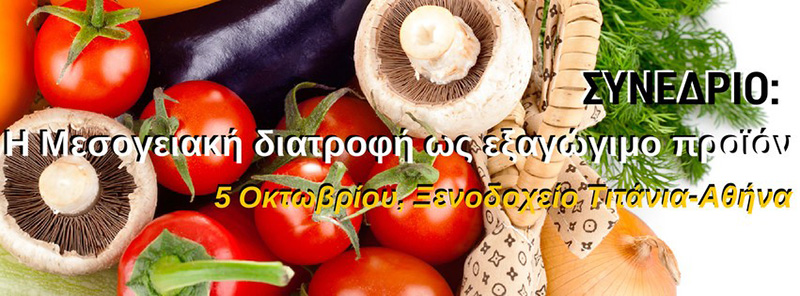 ΣΥΝΕΔΡΙΟ:
Η Μεσογειακή διατροφή ως εξαγώγιμο προϊόν
5 Οκτωβρίου, Ξενοδοχείο Τιτάνια-Αθήνα